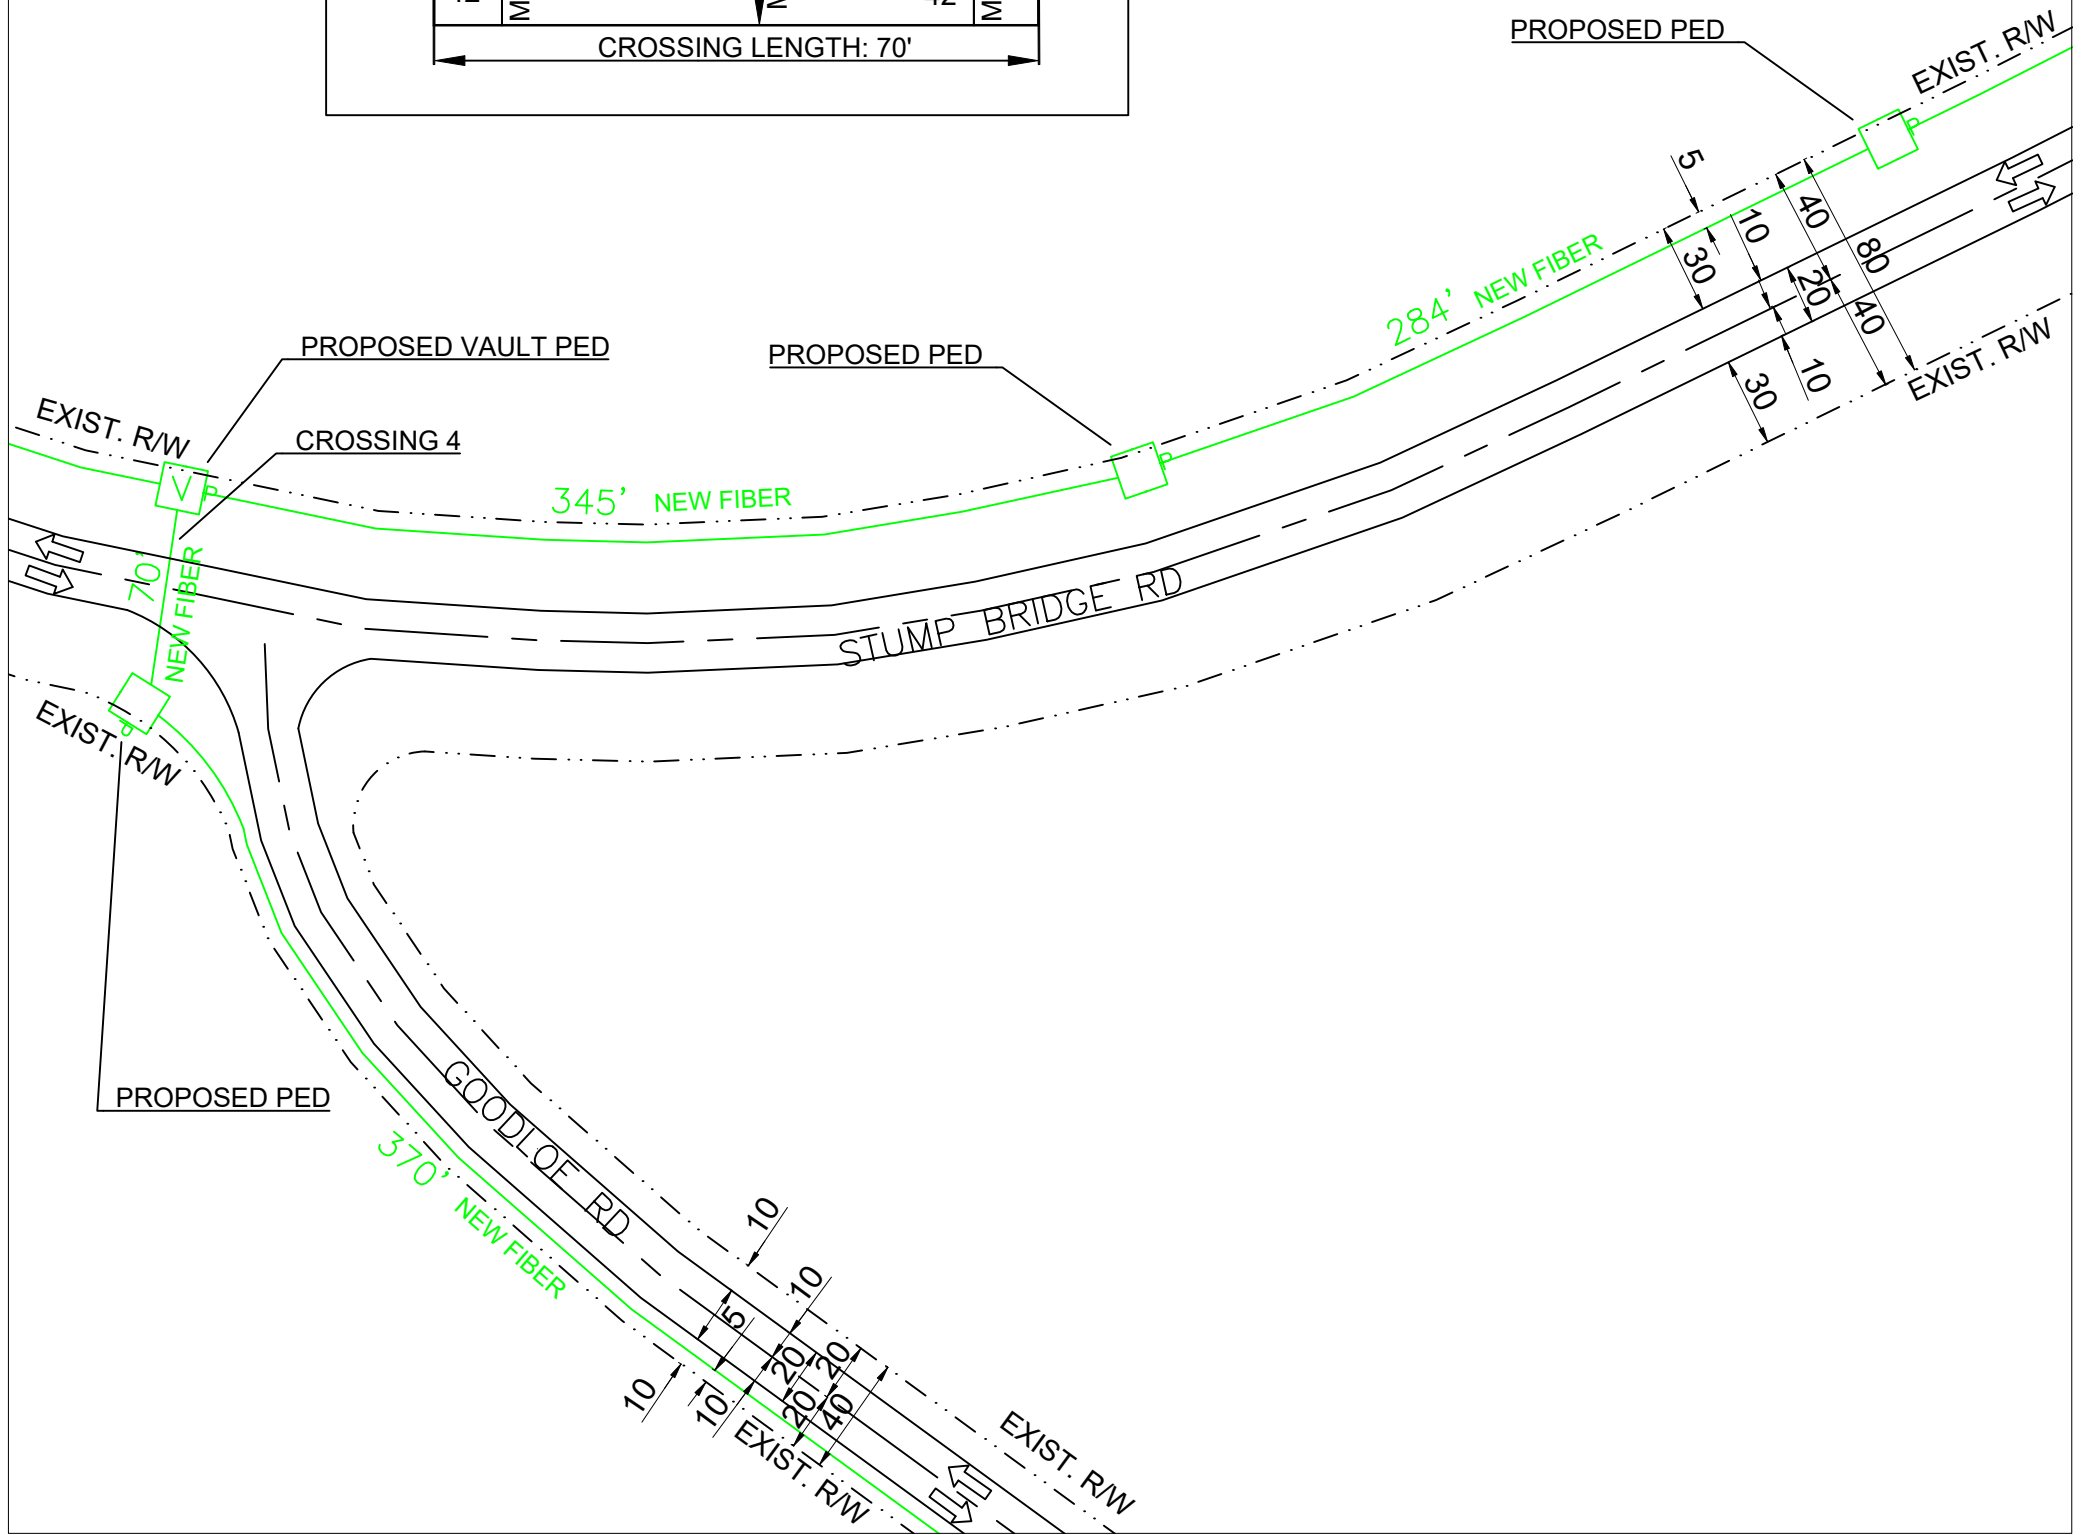 42
CROSSING LENGTH: 70'
PROPOSED PED
EXIST. R/W
5
10
40
30
80
20
40
10
30
EXIST. R/W
284' NEW FIBER
PROPOSED VAULT PED
PROPOSED PED
EXIST. R/W
CROSSING 4
V
P
P
P
345' NEW FIBER
70'
NEW FIBER
STUMP BRIDGE RD
P
EXIST. R/W
PROPOSED PED
GOODLOE RD
370' NEW FIBER
10
10
5
20
20
10
10
20
40
EXIST. R/W
EXIST. R/W